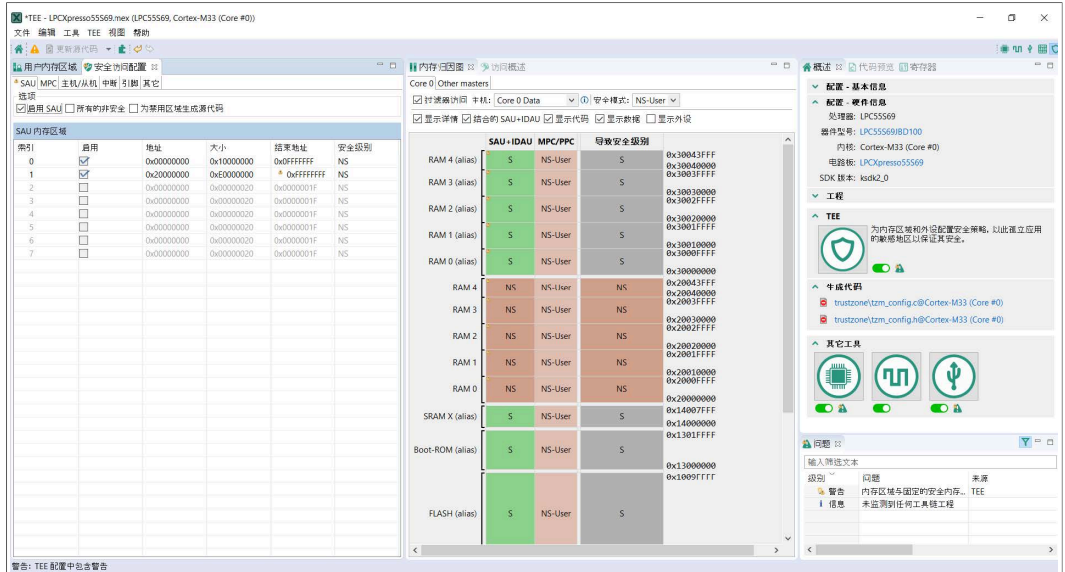 *TEE - LPCXpresso55S69.mex (LPC55S69, Cortex-M33 (Core #0))
文件 编辑 工具 TEE 视图 帮助
更新源代码
用户内存区域 安全访问配置
*SAU MPC 主机/从机 中断 引脚 其它
选项
启用 SAU 所有的非安全 为禁用区域生成源代码
SAU 内存区域
索引 启用 地址 大小 结束地址 安全级别
0 0x00000000 0x10000000 0x0FFFFFFF NS
1 0x20000000 0xE0000000 0xFFFFFFFF NS
2 0x00000000 0x00000020 0x0000001F NS
3 0x00000000 0x00000020 0x0000001F NS
4 0x00000000 0x00000020 0x0000001F NS
5 0x00000000 0x00000020 0x0000001F NS
6 0x00000000 0x00000020 0x0000001F NS
7 0x00000000 0x00000020 0x0000001F NS
内存归因图 访问概述
Core 0 Other masters
过滤器访问 主机: Core 0 Data 安全模式: NS-User
显示详情 结合的 SAU+IDAU 显示代码 显示数据 显示外设
SAU+IDAU MPC/PPC 导致安全级别
RAM 4 (alias) S NS-User S 0x30043FFF
0x30040000
RAM 3 (alias) S NS-User S 0x3003FFFF
0x30030000
RAM 2 (alias) S NS-User S 0x3002FFFF
0x30020000
RAM 1 (alias) S NS-User S 0x3001FFFF
0x30010000
RAM 0 (alias) S NS-User S 0x3000FFFF
0x30000000
RAM 4 NS NS-User NS 0x20043FFF
0x20040000
RAM 3 NS NS-User NS 0x2003FFFF
0x20030000
RAM 2 NS NS-User NS 0x2002FFFF
0x20020000
RAM 1 NS NS-User NS 0x2001FFFF
0x20010000
RAM 0 NS NS-User NS 0x2000FFFF
0x20000000
SRAM X (alias) S NS-User S 0x14007FFF
0x14000000
Boot-ROM (alias) S NS-User S 0x1301FFFF
0x13000000
FLASH (alias) S NS-User S 0x1009FFFF
概述 代码预览 寄存器
配置 - 基本信息
配置 - 硬件信息
处理器: LPC55S69
器件型号: LPC55S69JBD100
内核: Cortex-M33 (Core #0)
电路板: LPCXpresso55S69
SDK 版本: ksdk2_0
工程
TEE
为内存区域和外设配置安全策略, 以此孤立应用
的敏感地区以保证其安全。
生成代码
trustzone\tzm_config.c@Cortex-M33 (Core #0)
trustzone\tzm_config.h@Cortex-M33 (Core #0)
其它工具
问题
输入筛选文本
级别 问题 来源
警告 内存区域与固定的安全内存... TEE
信息 未监测到任何工具链工程
警告: TEE 配置中包含警告